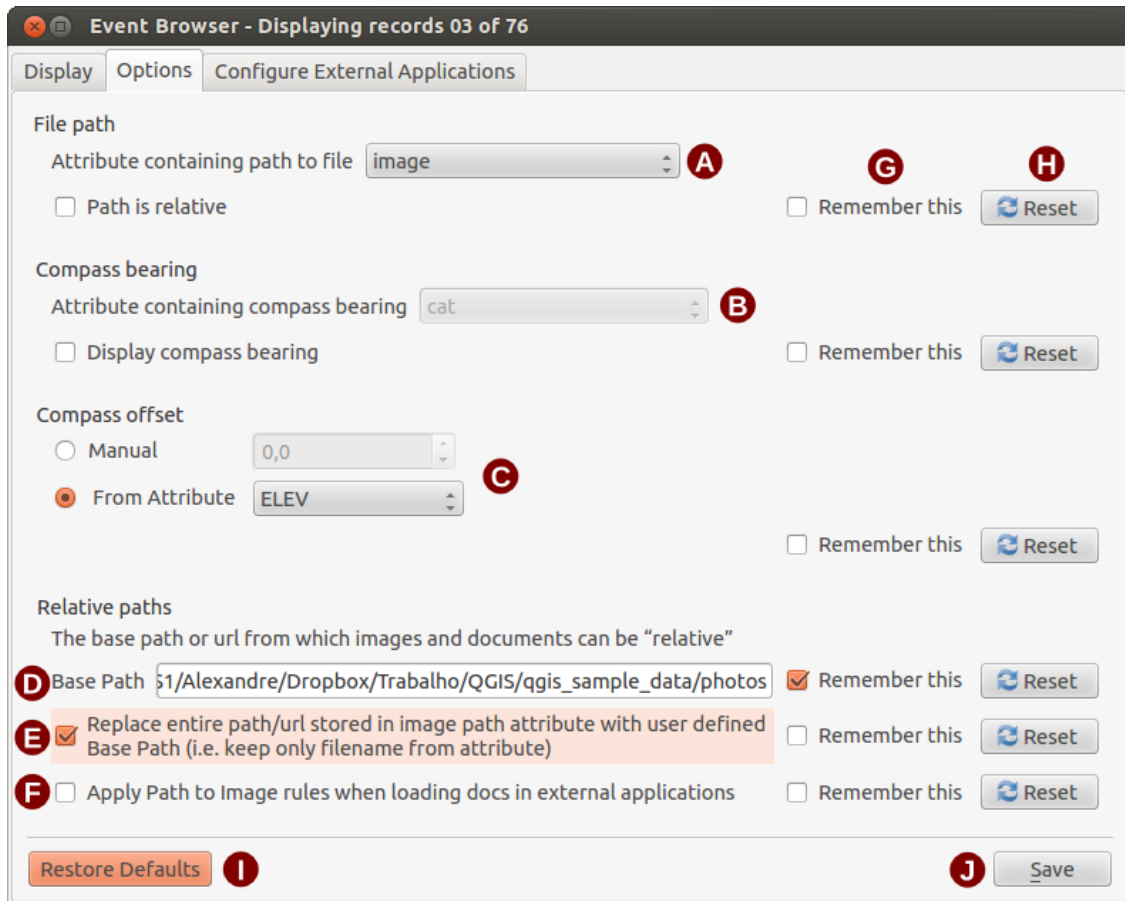 Event Browser - Displaying records 03 of 76
Display Options Configure External Applications
File path
Attribute containing path to file image A G H
Path is relative Remember this Reset
Compass bearing
Attribute containing compass bearing cat B
Display compass bearing Remember this Reset
Compass offset
Manual 0,0
C
From Attribute ELEV
Remember this Reset
Relative paths
The base path or url from which images and documents can be “relative”
D Base Path 51/Alexandre/Dropbox/Trabalho/QGIS/qgis_sample_data/photos Remember this Reset
E Replace entire path/url stored in image path attribute with user defined
Base Path (i.e. keep only filename from attribute) Remember this Reset
F Apply Path to Image rules when loading docs in external applications Remember this Reset
Restore Defaults I J Save